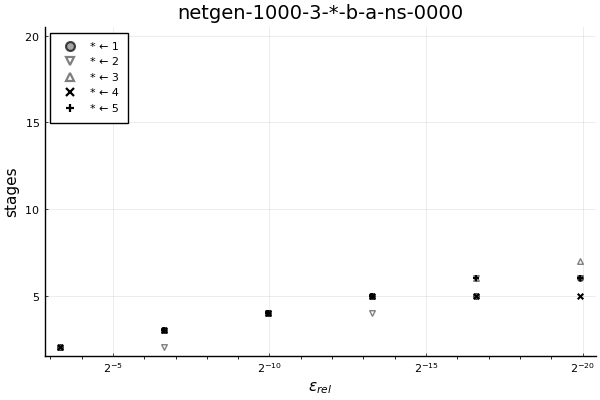 netgen-1000-3-*-b-a-ns-0000
* ← 1
* ← 2
* ← 3
* ← 4
* ← 5
20
15
10
5
stages
2⁻⁵ 2⁻¹⁰ 2⁻¹⁵ 2⁻²⁰
ε_rel